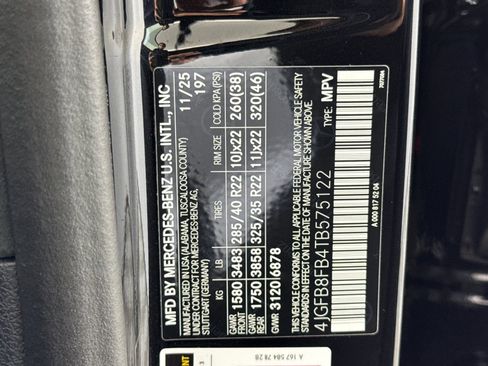 MFD BY MERCEDES-BENZ U.S. INTL., INC
MANUFACTURED IN USA (ALABAMA, TUSCALOOSA COUNTY) 11/25
UNDER CONTRACT FOR MERCEDES-BENZ AG, 197
STUTTGART (GERMANY)
KG LB TIRES RIM SIZE COLD KPA(PSI)
GAWR FRONT 1580 3483 285/40 R22 10Jx22 260(38)
GAWR REAR 1750 3858 325/35 R22 11Jx22 320(46)
GVWR 3120 6878
THIS VEHICLE CONFORMS TO ALL APPLICABLE FEDERAL MOTOR VEHICLE SAFETY
STANDARDS IN EFFECT ON THE DATE OF MANUFACTURE SHOWN ABOVE.
4JGFB8FB4TB575122 TYPE: MPV
A 000 817 52 04
A 167 584 78 28